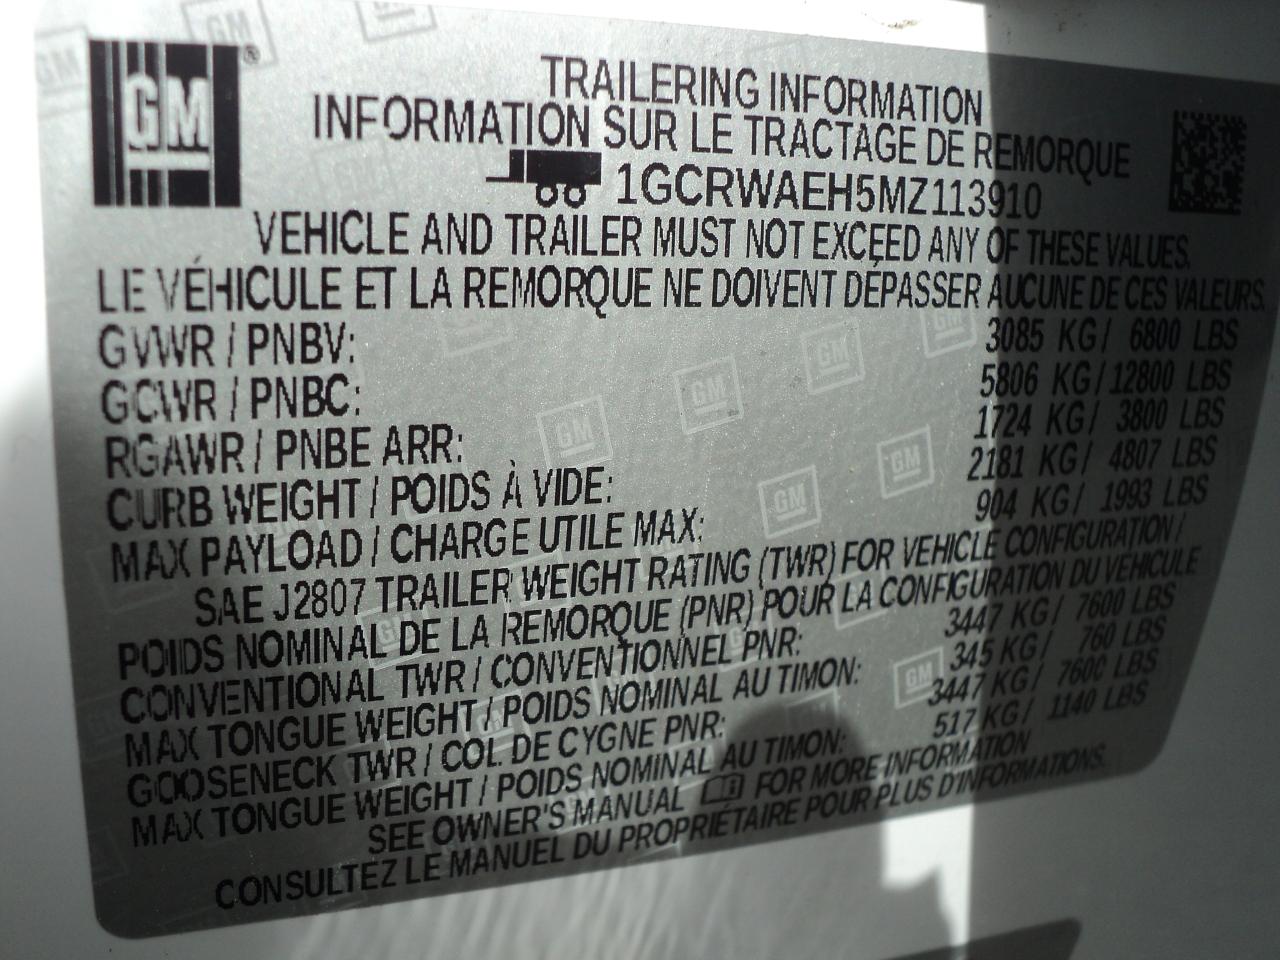 GM®
TRAILERING INFORMATION
INFORMATION SUR LE TRACTAGE DE REMORQUE
1GCRWAEH5MZ113910
VEHICLE AND TRAILER MUST NOT EXCEED ANY OF THESE VALUES.
LE VÉHICULE ET LA REMORQUE NE DOIVENT DÉPASSER AUCUNE DE CES VALEURS.
GVWR / PNBV: 3085 KG / 6800 LBS
GCWR / PNBC: 5806 KG / 12800 LBS
RGAWR / PNBE ARR: 1724 KG / 3800 LBS
CURB WEIGHT / POIDS À VIDE: 2181 KG / 4807 LBS
MAX PAYLOAD / CHARGE UTILE MAX: 904 KG / 1993 LBS
SAE J2807 TRAILER WEIGHT RATING (TWR) FOR VEHICLE CONFIGURATION /
POIDS NOMINAL DE LA REMORQUE (PNR) POUR LA CONFIGURATION DU VEHICULE
CONVENTIONAL TWR / CONVENTIONNEL PNR: 3447 KG / 7600 LBS
MAX TONGUE WEIGHT / POIDS NOMINAL AU TIMON: 345 KG / 760 LBS
GOOSENECK TWR / COL DE CYGNE PNR: 3447 KG / 7600 LBS
MAX TONGUE WEIGHT / POIDS NOMINAL AU TIMON: 517 KG / 1140 LBS
SEE OWNER'S MANUAL FOR MORE INFORMATION
CONSULTEZ LE MANUEL DU PROPRIÉTAIRE POUR PLUS D'INFORMATIONS.